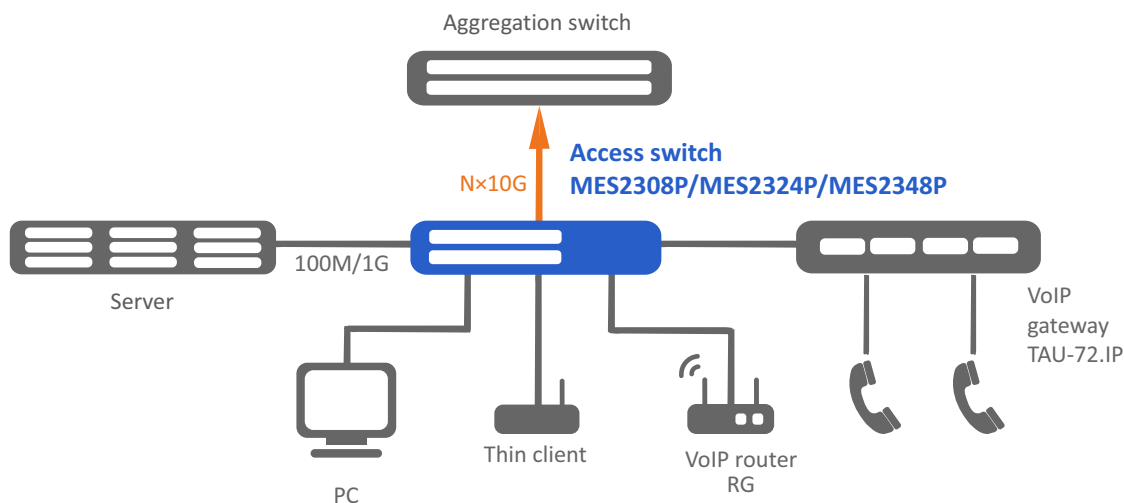 Aggregation switch
Access switch
N×10G
MES2308P/MES2324P/MES2348P
100M/1G
Server
VoIP
gateway
TAU-72.IP
Thin client
VoIP router
RG
PC